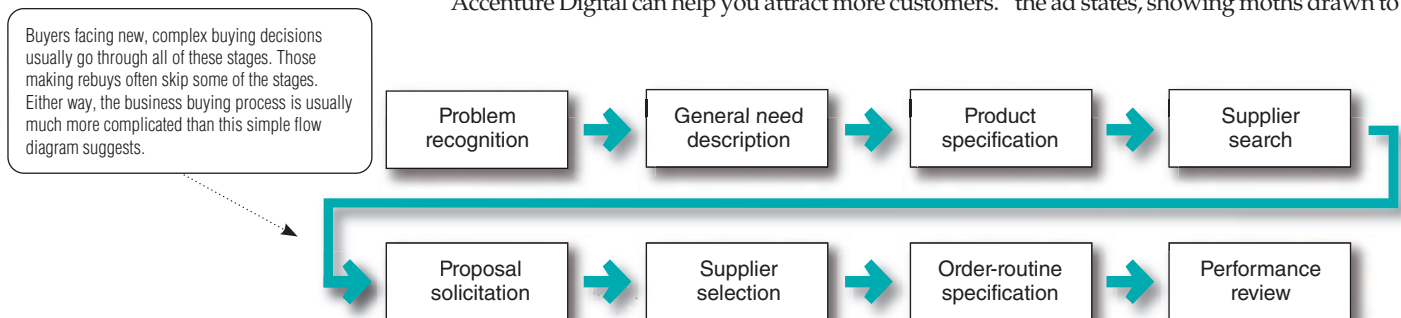 Accenture Digital can help you attract more customers." the ad states, showing moths drawn to
Buyers facing new, complex buying decisions
usually go through all of these stages. Those
making rebuys often skip some of the stages.
Either way, the business buying process is usually
much more complicated than this simple flow
diagram suggests.
Problem
recognition
General need
description
Product
specification
Supplier
search
Proposal
solicitation
Supplier
selection
Order-routine
specification
Performance
review